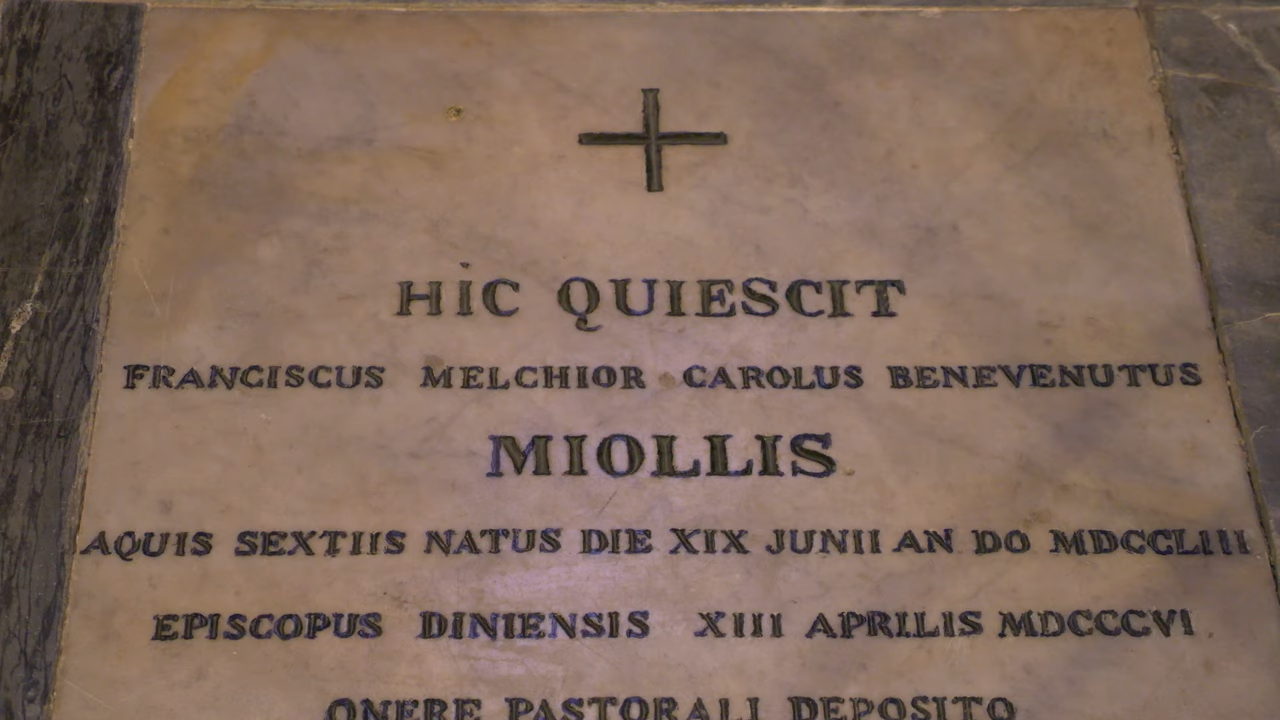 HIC QUIESCIT
FRANCISCUS MELCHIOR CAROLUS BENEVENUTUS
MIOLLIS
AQUIS SEXTIIS NATUS DIE XIX JUNII AN DO MDCCLIII
EPISCOPUS DINIENSIS XIII APRILIS MDCCCVI
ONERE PASTORALI DEPOSITO